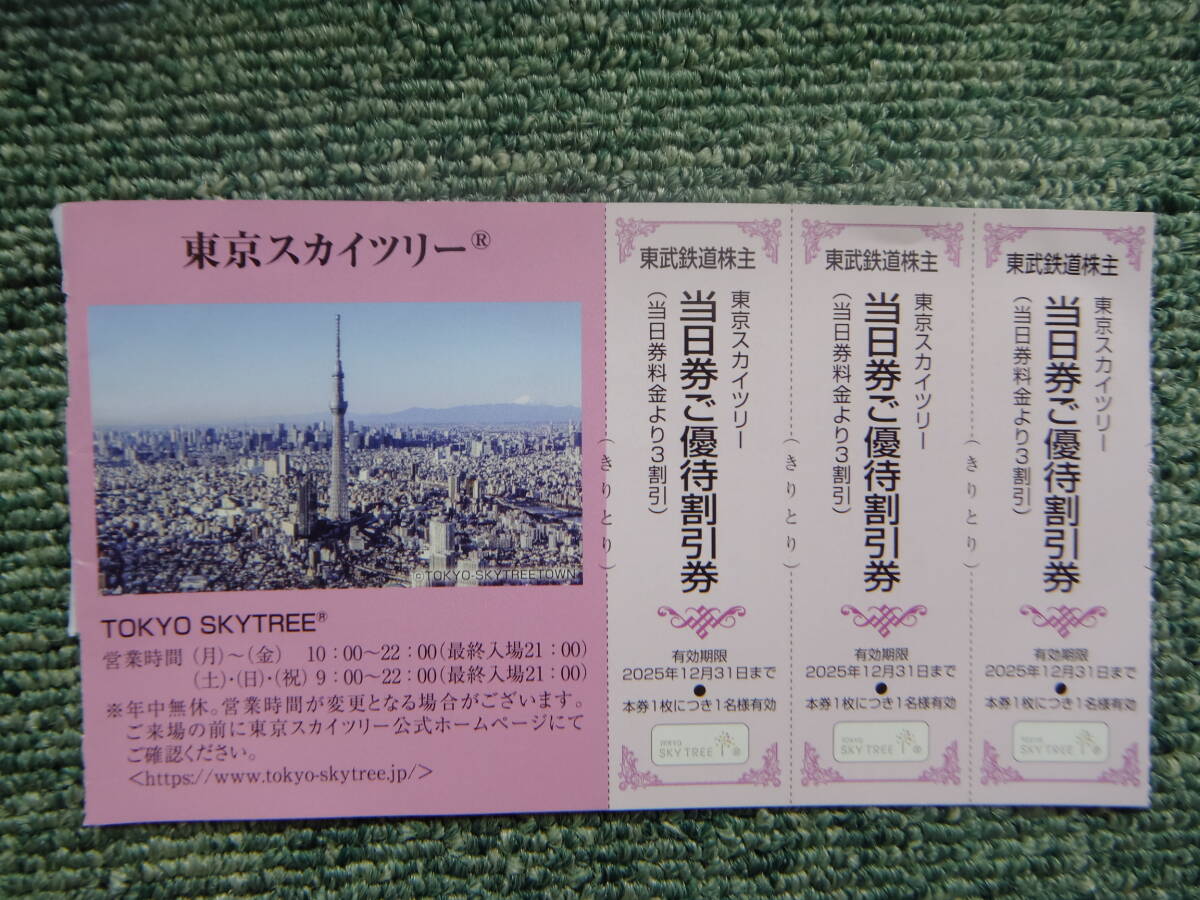 東京スカイツリー®
©TOKYO-SKYTREETOWN
TOKYO SKYTREE®
営業時間 (月)～(金) 10：00～22：00(最終入場21：00)
(土)・(日)・(祝) 9：00～22：00(最終入場21：00)
※年中無休。営業時間が変更となる場合がございます。
ご来場の前に東京スカイツリー公式ホームページにて
ご確認ください。
<https://www.tokyo-skytree.jp/>
(きりとり)
東武鉄道株主
東京スカイツリー
当日券ご優待割引券
(当日券料金より3割引)
有効期限
2025年12月31日まで
本券1枚につき1名様有効
TOKYO
SKYTREE®
(きりとり)
東武鉄道株主
東京スカイツリー
当日券ご優待割引券
(当日券料金より3割引)
有効期限
2025年12月31日まで
本券1枚につき1名様有効
TOKYO
SKYTREE®
(きりとり)
東武鉄道株主
東京スカイツリー
当日券ご優待割引券
(当日券料金より3割引)
有効期限
2025年12月31日まで
本券1枚につき1名様有効
TOKYO
SKYTREE®